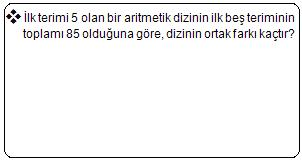 ❖ İlk terimi 5 olan bir aritmetik dizinin ilk beş teriminin
toplamı 85 olduğuna göre, dizinin ortak farkı kaçtır?